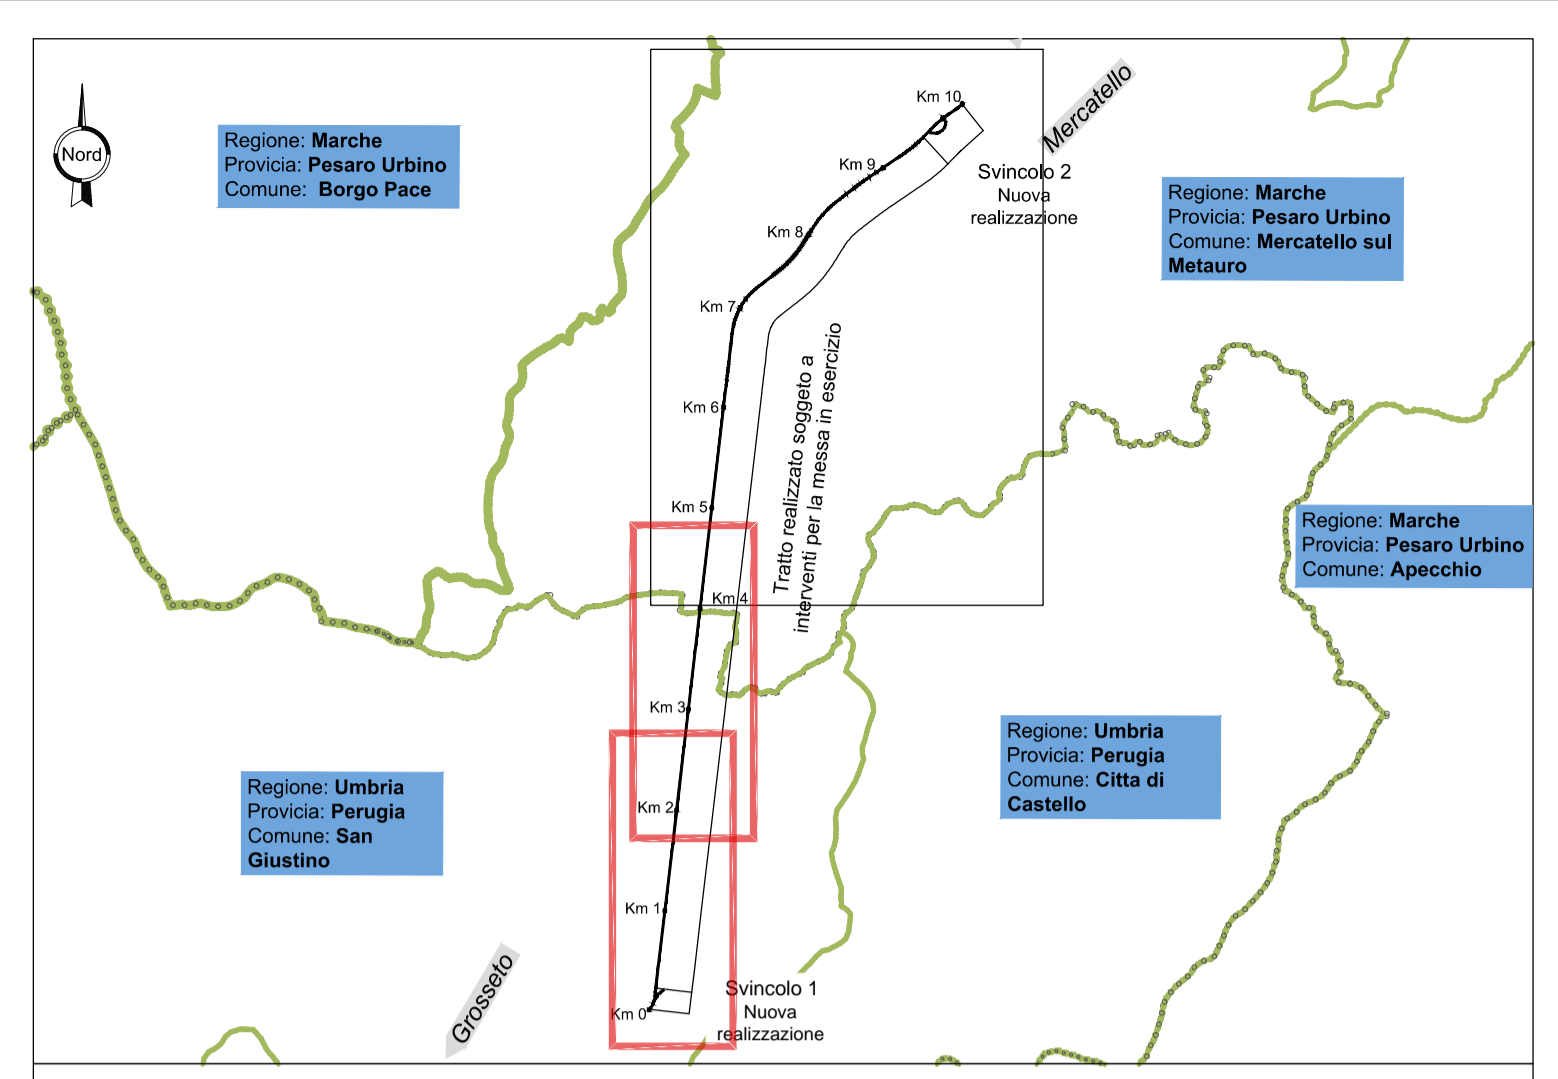 Km 10
Mercatello
Nord
Regione: Marche
Provicia: Pesaro Urbino
Comune: Borgo Pace
Km 9
Svincolo 2
Nuova
realizzazione
Regione: Marche
Provicia: Pesaro Urbino
Comune: Mercatello sul
Metauro
Km 8
Km 7
Tratto realizzato soggeto a
interventi per la messa in esercizio
Km 6
Km 5
Regione: Marche
Provicia: Pesaro Urbino
Comune: Apecchio
Km 4
Km 3
Regione: Umbria
Provicia: Perugia
Comune: Citta di
Castello
Regione: Umbria
Provicia: Perugia
Comune: San
Giustino
Km 2
Km 1
Grosseto
Svincolo 1
Nuova
realizzazione
Km 0